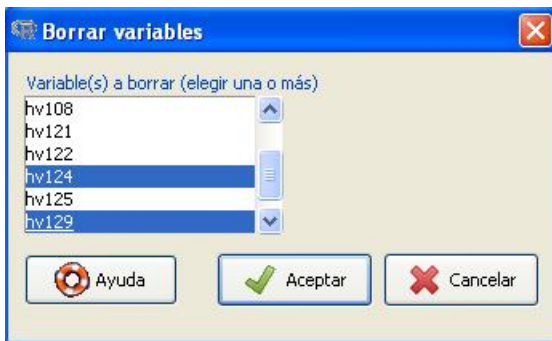 Borrar variables
Variable(s) a borrar (elegir una o más)
hv108
hv121
hv122
hv124
hv125
hv129
Ayuda
Aceptar
Cancelar